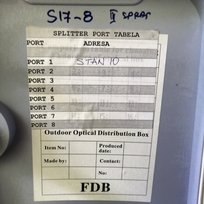 S17-8 II SPRAT
SPLITTER PORT TABELA
PORT ADRESA
PORT 1 STAN 10
PORT 2
PORT 3
PORT 4
PORT 5
PORT 6
PORT 7
PORT 8
Outdoor Optical Distribution Box
Item No: Produced date:
Made by: Contact:
No:
FDB